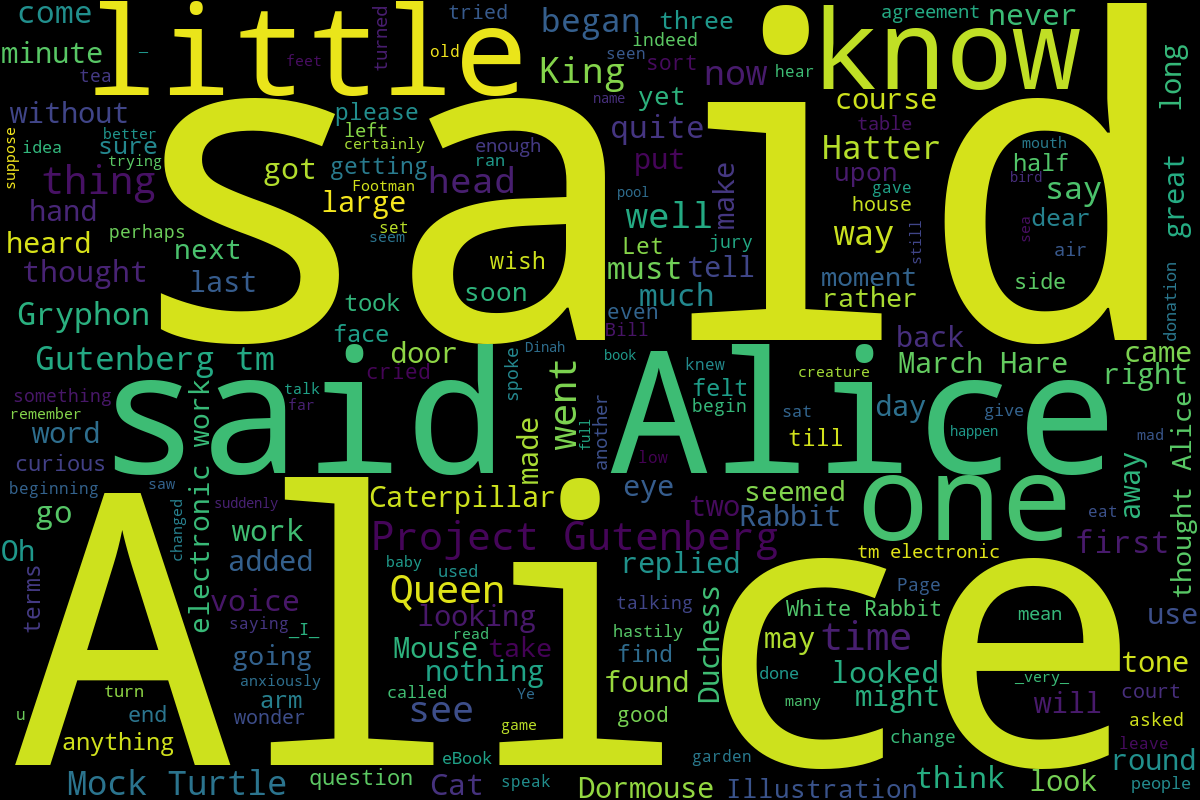 come
little
tried
began
three
agreement
never
know
minute
tea
_
feet
turned
old
King
indeed
seen
sort
now
hear
long
without
please
name
yet
course
suppose
idea
better
sure
trying
said
left
certainly
enough
quite
table
Hatter
mouth
half
thing
got
getting
ran
head
put
upon
bird
say
great
hand
Footman
large
set
seem
pool
well
make
gave
house
still
sea
dear
heard
perhaps
next
wish
Let
jury
way
air
thought
last
soon
must
tell
moment
side
Gryphon
took
much
rather
donation
face
even
Bill
back
Gutenberg tm
door
Dinah
book
March Hare
came
something
cried
spoke
knew
creature
right
remember
talk
far
went
felt
begin
sat
day
give
thought Alice
word
said Alice
made
full
another
till
happen
mad
curious
low
beginning
saw
electronic work
suddenly
Caterpillar
eye
seemed
one
away
go
changed
two
Rabbit
eat
Oh
work
Project Gutenberg
first
added
baby
used
replied
tm electronic
terms
Alice
voice
Queen
looking
talking
Duchess
Page
White Rabbit
mean
use
saying
_I_
read
hastily
may
time
going
Mouse
take
find
tone
anxiously
nothing
found
done
looked
_very_
turn
arm
called
Ye
many
might
will
court
u
end
wonder
see
game
good
asked
anything
change
leave
eBook
garden
round
Mock Turtle
question
Cat
speak
Dormouse
Illustration
think
look
people